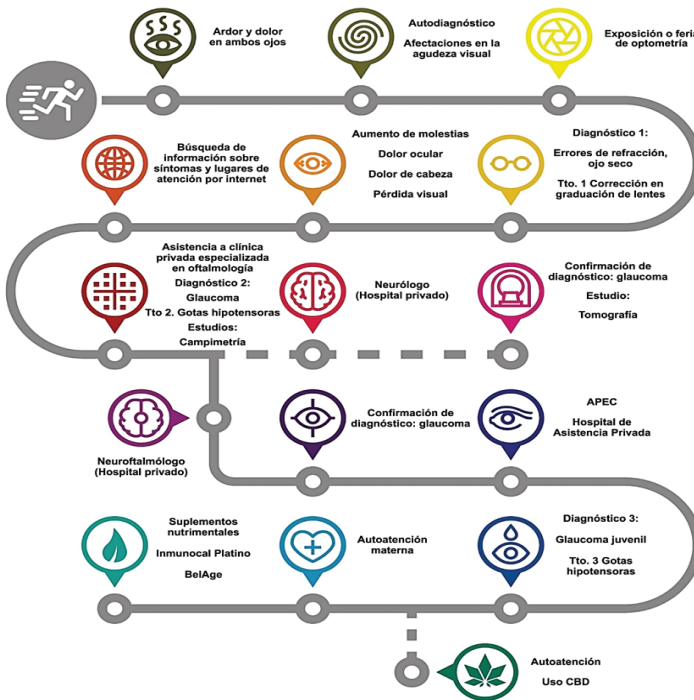 Ardor y dolor
en ambos ojos
Autodiagnóstico
Afectaciones en la
agudeza visual
Exposición o feria
de optometría
Búsqueda de
información sobre
síntomas y lugares de
atención por internet
Aumento de molestias
Dolor ocular
Dolor de cabeza
Pérdida visual
Diagnóstico 1:
Errores de refracción,
ojo seco
Tto. 1 Corrección en
graduación de lentes
Asistencia a clínica
privada especializada
en oftalmología
Diagnóstico 2:
Glaucoma
Tto 2. Gotas hipotensoras
Estudios:
Campimetría
Neurólogo
(Hospital privado)
Confirmación de
diagnóstico: glaucoma
Estudio:
Tomografía
Neuroftalmólogo
(Hospital privado)
Confirmación de
diagnóstico: glaucoma
APEC
Hospital de
Asistencia Privada
Suplementos
nutrimentales
Inmunocal Platino
BelAge
Autoatención
materna
Diagnóstico 3:
Glaucoma juvenil
Tto. 3 Gotas
hipotensoras
Autoatención
Uso CBD